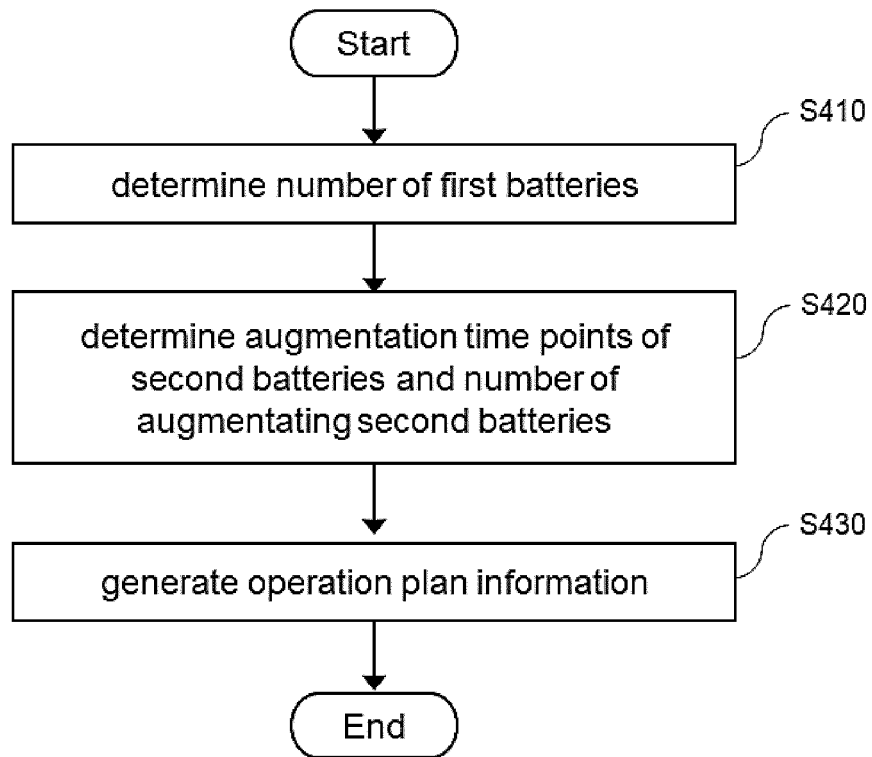 Start
S410
determine number of first batteries
S420
determine augmentation time points of
second batteries and number of
augmentating second batteries
S430
generate operation plan information
End